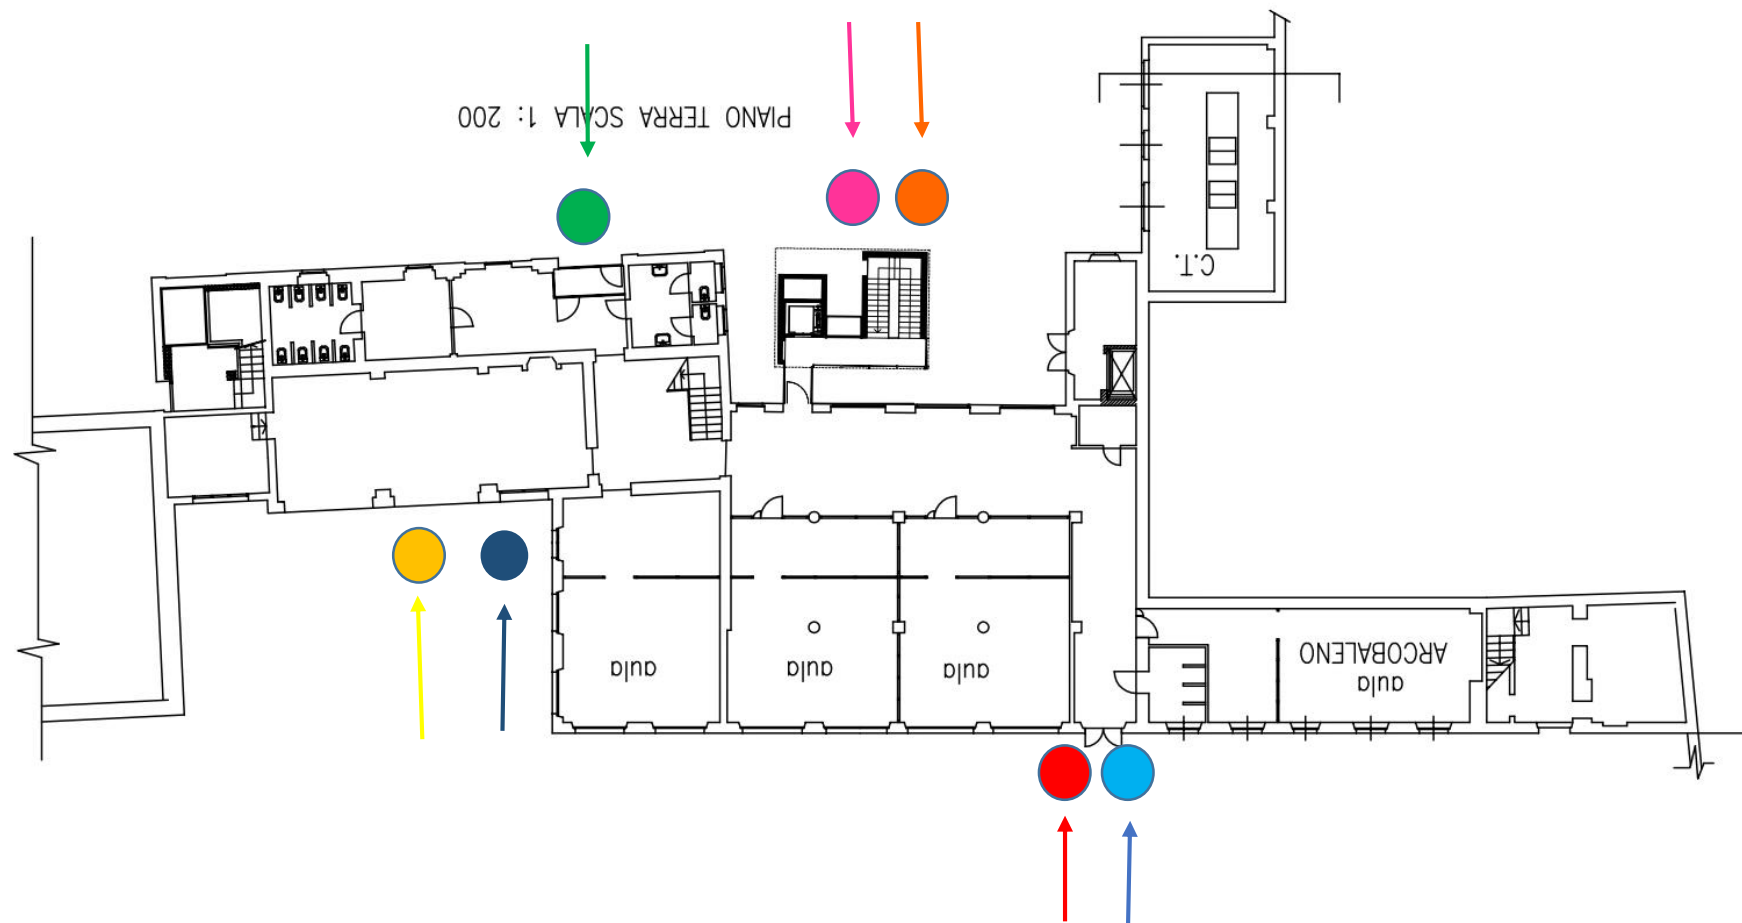 PIANO TERRA SCALA 1: 200
C.T.
aula
aula
aula
aula
ARCOBALENO